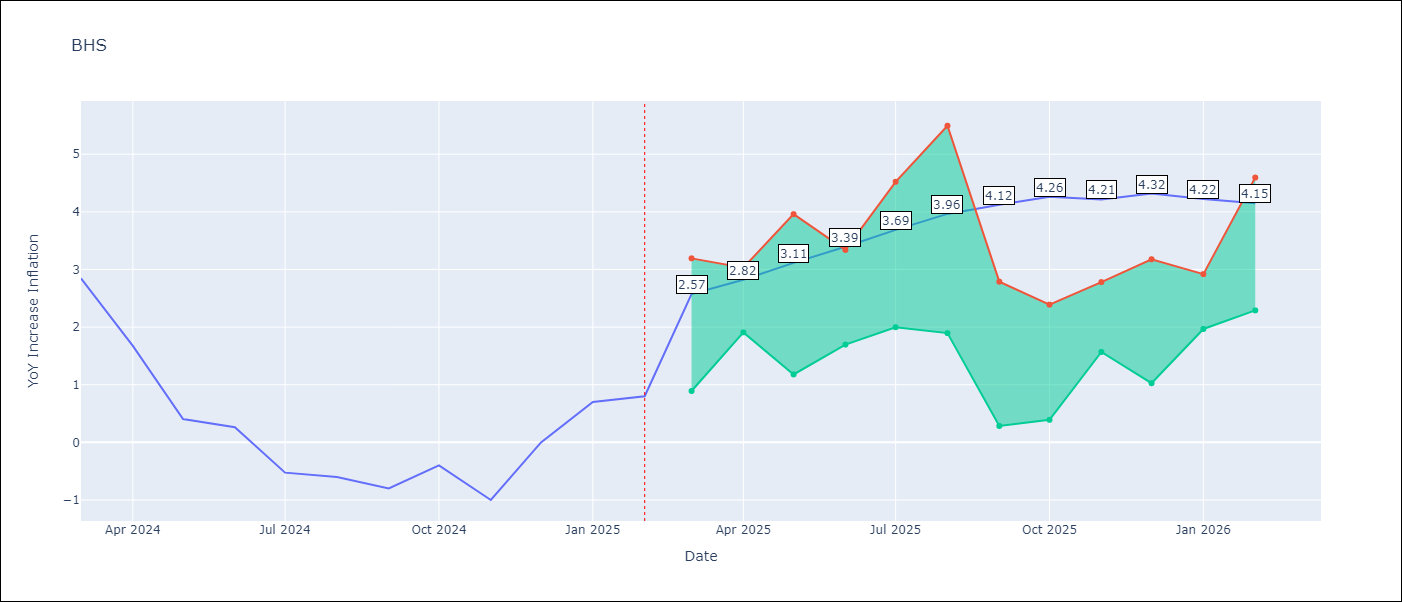 BHS
YoY Increase Inflation
5
4
3
2
1
0
−1
2.57
2.82
3.11
3.39
3.69
3.96
4.12
4.26
4.21
4.32
4.22
4.15
Apr 2024
Jul 2024
Oct 2024
Jan 2025
Apr 2025
Jul 2025
Oct 2025
Jan 2026
Date